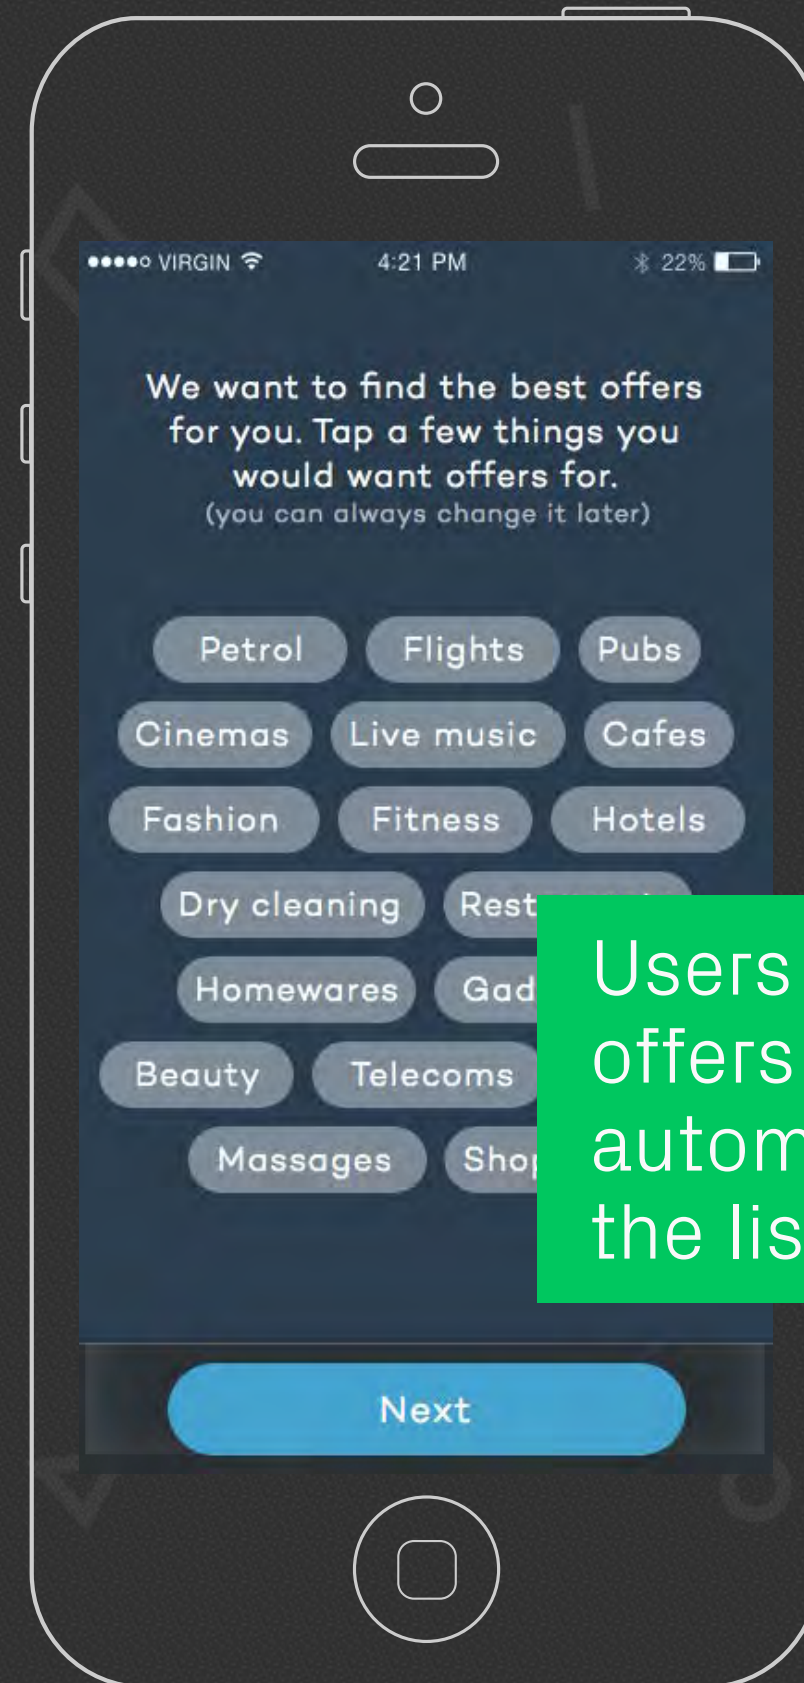 VIRGIN 4:21 PM 22%
We want to find the best offers
for you. Tap a few things you
would want offers for.
(you can always change it later)
Petrol Flights Pubs
Cinemas Live music Cafes
Fashion Fitness Hotels
Dry cleaning
Homewares
Beauty Telecoms
Massages
Users
offers
the
Next